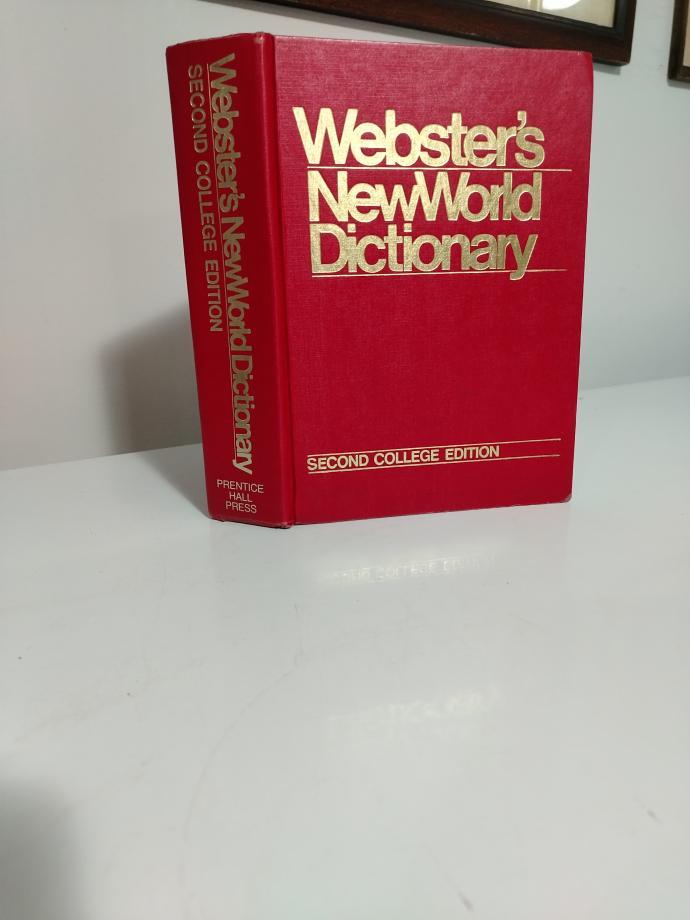 Webster's NewWorld Dictionary
SECOND COLLEGE EDITION
PRENTICE
HALL
PRESS
Webster's
NewWorld
Dictionary
SECOND COLLEGE EDITION